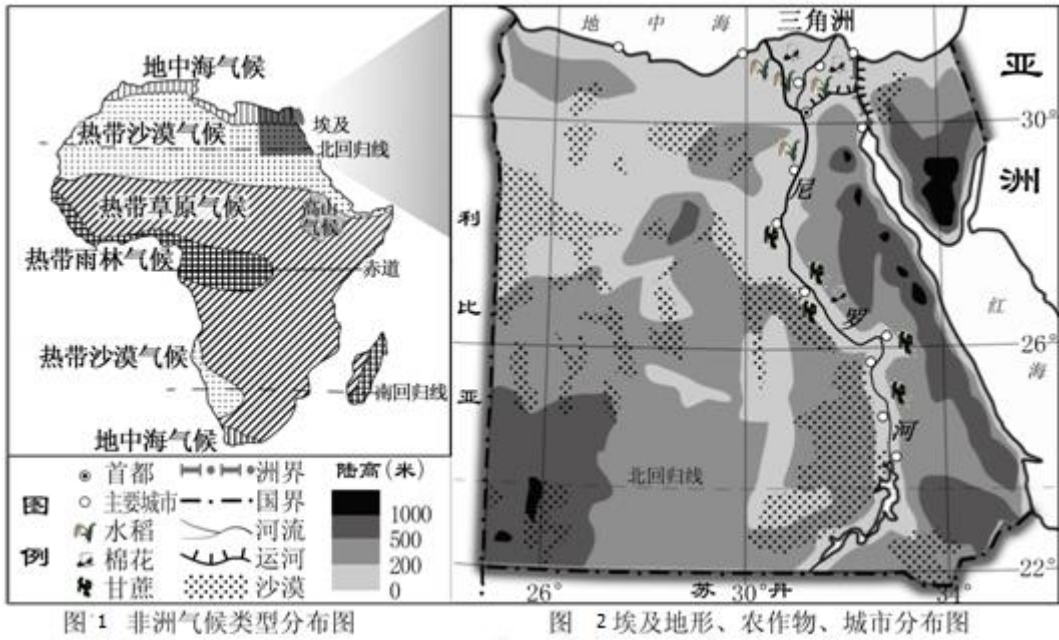 地中海气候
热带沙漠气候
埃及
北回归线
热带草原气候
高山
气候
热带雨林气候
赤道
热带沙漠气候
南回归线
地中海气候
图
例
首都
主要城市
水稻
棉花
甘蔗
洲界
国界
河流
运河
沙漠
陆高(米)
1000
500
200
0
图 1 非洲气候类型分布图
地 中 海
三角洲
亚
洲
30°
尼
罗
河
利
比
亚
红
海
26°
北回归线
22°
26°
30°
34°
苏 丹
图 2埃及地形、农作物、城市分布图